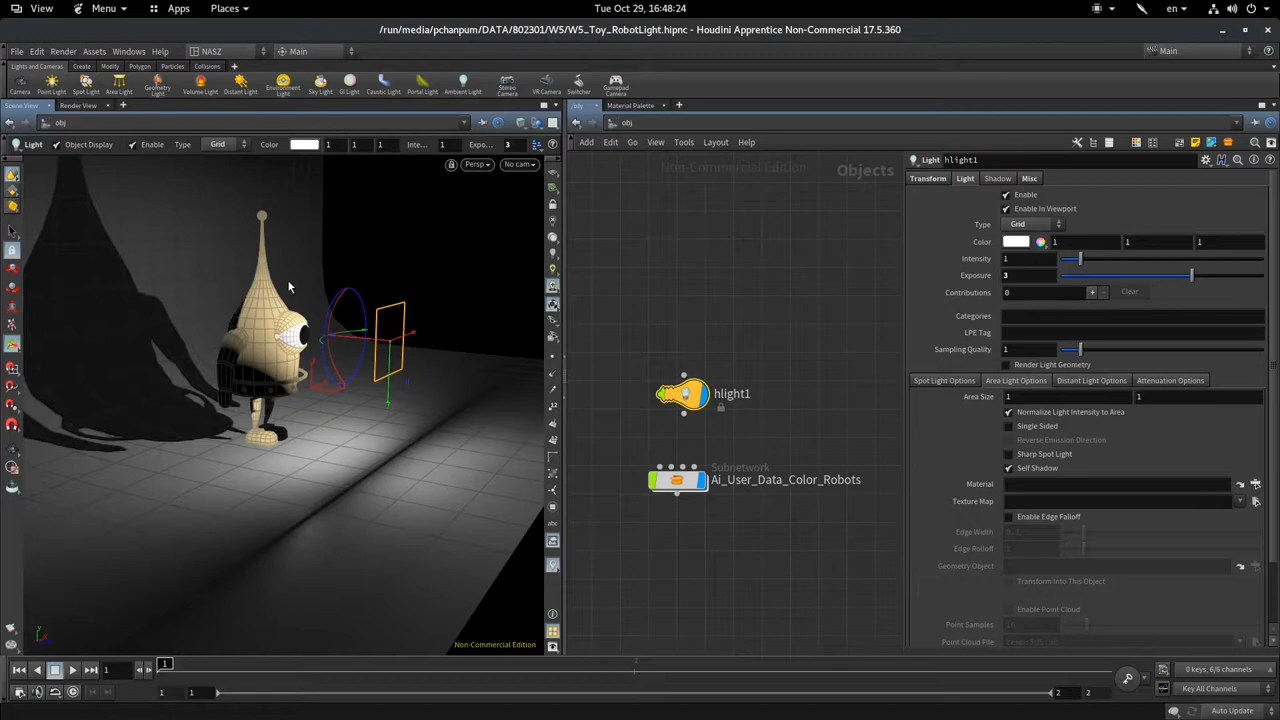 View Menu Apps Places Tue Oct 29, 16:48:24 en
/run/media/pchanpum/DATA/802301/W5/W5_Toy_RobotLight.hipnc - Houdini Apprentice Non-Commercial 17.5.360
File Edit Render Assets Windows Help NASZ Main Main
Lights and Cameras Create Modify Polygon Particles Collisions
Camera Point Light Spot Light Area Light Geometry Light Volume Light Distant Light Environment Light Sky Light GI Light Caustic Light Portal Light Ambient Light Stereo Camera VR Camera Switcher Gamepad Camera
Scene View Render View /obj Material Palette
obj obj
Light Object Display Enable Type Grid Color 1 1 1 Inte... 1 Expo... 3
Add Edit Go View Tools Layout Help
Persp No cam
Non-Commercial Edition Objects
Light hlight1
Transform Light Shadow Misc
Enable
Enable In Viewport
Type Grid
Color 1 1 1
Intensity 1
Exposure 3
Contributions 0 Clear
Categories
LPE Tag
Sampling Quality 1
Render Light Geometry
Spot Light Options Area Light Options Distant Light Options Attenuation Options
Area Size 1 1
Normalize Light Intensity to Area
Single Sided
Reverse Emission Direction
Sharp Spot Light
Self Shadow
Material
Texture Map
Enable Edge Falloff
Edge Width
Edge Rolloff
Geometry Object
Transform Into This Object
Enable Point Cloud
Point Samples
Point Cloud File
hlight1
Subnetwork
Ai_User_Data_Color_Robots
y z x
Non-Commercial Edition
1 1 2
0 keys, 6/6 channels
1 1 2 2
Key All Channels
Auto Update